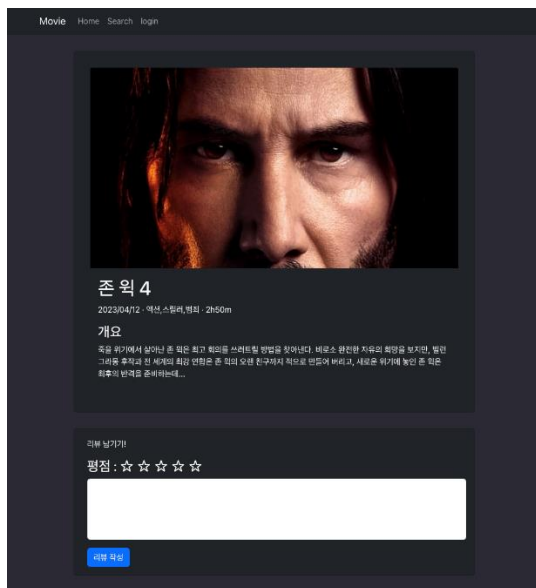 Movie Home Search login
존 윅 4
2023/04/12 · 액션,스릴러,범죄 · 2h50m
개요
죽을 위기에서 살아난 존 윅은 최고 회의를 쓰러트릴 방법을 찾아낸다. 비로소 완전한 자유의 희망을 보지만, 빌런
그라몽 후작과 전 세계의 최강 연합은 존 윅의 오랜 친구까지 적으로 만들어 버리고, 새로운 위기에 놓인 존 윅은
최후의 반격을 준비하는데...
리뷰 남기기!
평점 : ☆ ☆ ☆ ☆ ☆
리뷰 작성